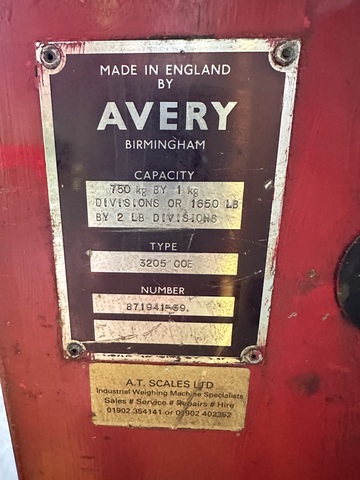 MADE IN ENGLAND
BY
AVERY
BIRMINGHAM
CAPACITY
750 kg BY 1 kg
DIVISIONS OR 1650 LB
BY 2 LB DIVISIONS
TYPE
3205 COE
NUMBER
871941-39.
A.T. SCALES LTD
Industrial Weighing Machine Specialists
Sales # Service # Repairs # Hire
01902 354141 or 01902 402352